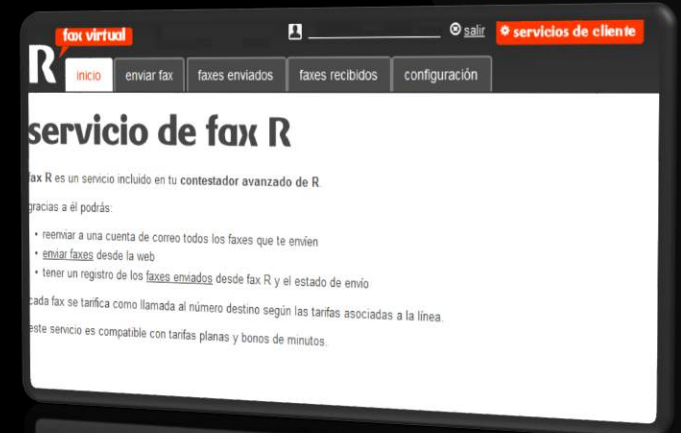 fax virtual
R
salir
servicios de cliente
inicio
enviar fax
faxes enviados
faxes recibidos
configuración
servicio de fax R
fax R es un servicio incluido en tu contestador avanzado de R.
gracias a él podrás:
• reenviar a una cuenta de correo todos los faxes que te envíen
• enviar faxes desde la web
• tener un registro de los faxes enviados desde fax R y el estado de envío
cada fax se tarifica como llamada al número destino según las tarifas asociadas a la línea.
este servicio es compatible con tarifas planas y bonos de minutos.